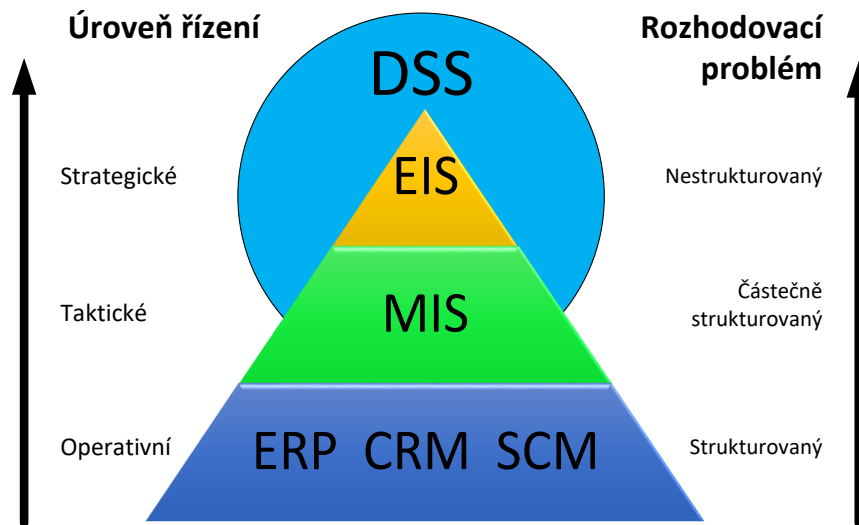 Úroveň řízení
Rozhodovací
problém
DSS
Strategické
EIS
Nestrukturovaný
Taktické
MIS
Částečně
strukturovaný
Operativní
ERP CRM SCM
Strukturovaný